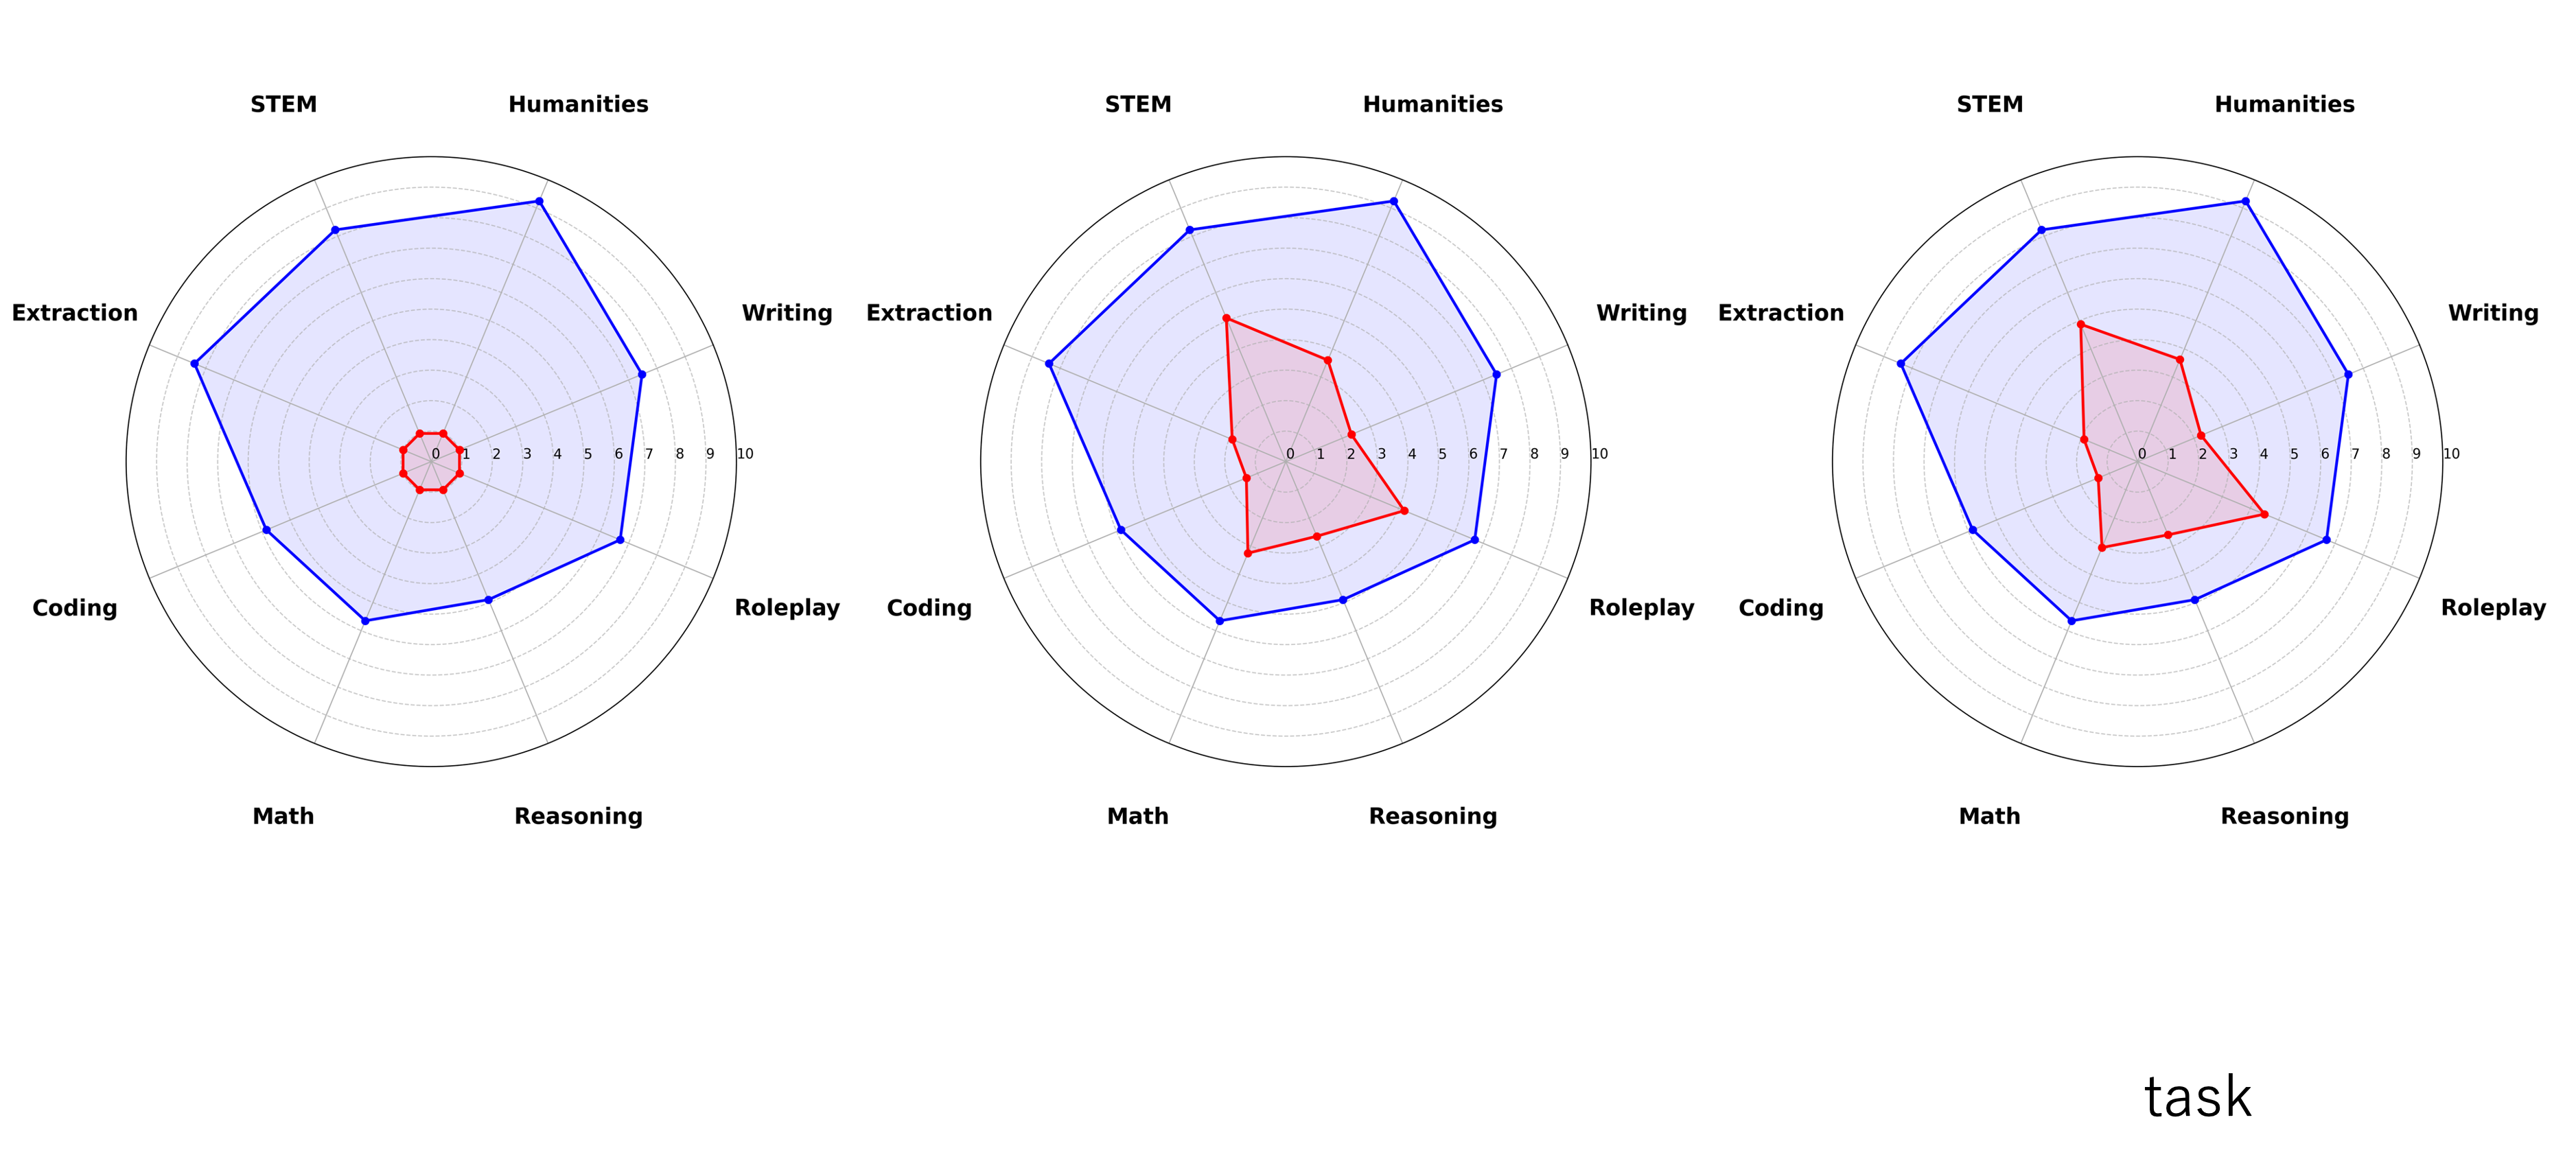 STEM Humanities STEM Humanities STEM Humanities
Extraction Writing Extraction Writing Extraction Writing
0 1 2 3 4 5 6 7 8 9 10 0 1 2 3 4 5 6 7 8 9 10 0 1 2 3 4 5 6 7 8 9 10
Coding Roleplay Coding Roleplay Coding Roleplay
Math Reasoning Math Reasoning Math Reasoning
task